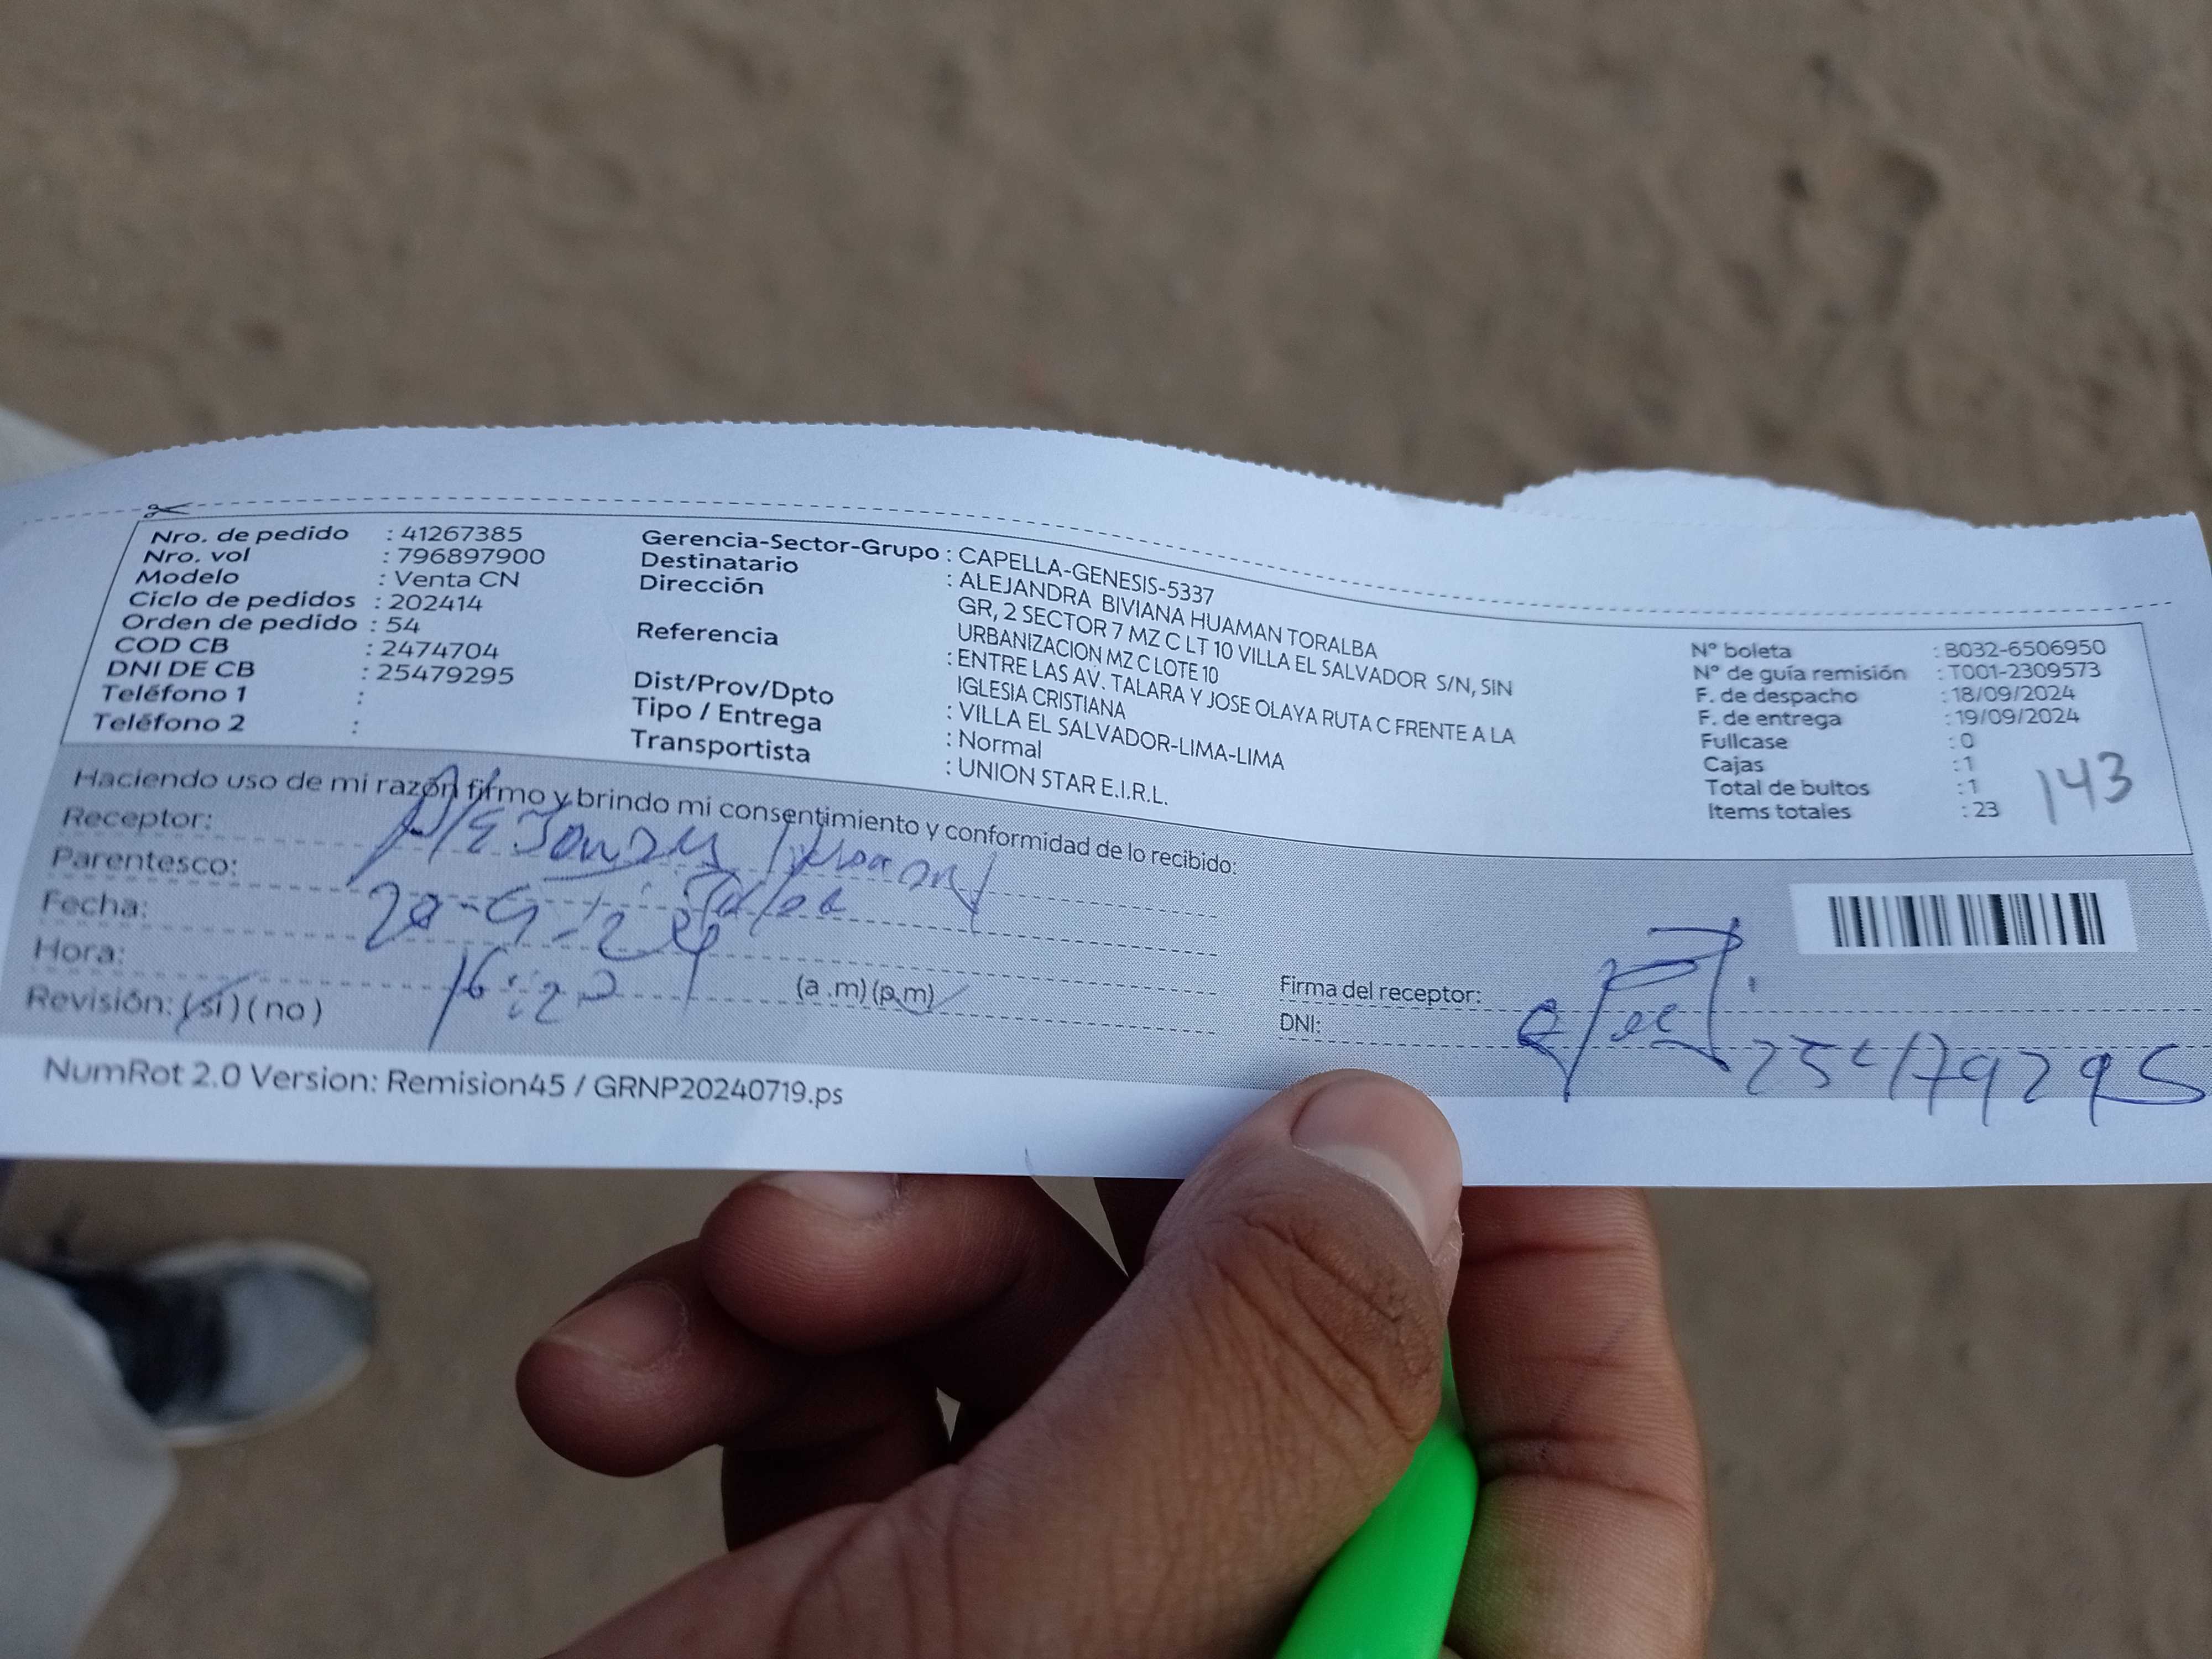 Nro. de pedido : 41267385
Nro. vol : 796897900
Modelo : Venta CN
Ciclo de pedidos : 202414
Orden de pedido : 54
COD CB : 2474704
DNI DE CB : 25479295
Teléfono 1 :
Teléfono 2 :
Gerencia-Sector-Grupo : CAPELLA-GENESIS-5337
Destinatario : ALEJANDRA BIVIANA HUAMAN TORALBA
Dirección GR, 2 SECTOR 7 MZ C LT 10 VILLA EL SALVADOR S/N, SIN
URBANIZACION MZ C LOTE 10
Referencia : ENTRE LAS AV. TALARA Y JOSE OLAYA RUTA C FRENTE A LA
IGLESIA CRISTIANA
Dist/Prov/Dpto : VILLA EL SALVADOR-LIMA-LIMA
Tipo / Entrega : Normal
Transportista : UNION STAR E.I.R.L.
Nº boleta : B032-6506950
Nº de guía remisión : T001-2309573
F. de despacho : 18/09/2024
F. de entrega : 19/09/2024
Fullcase : 0
Cajas : 1
Total de bultos : 1
Items totales : 23
143
Haciendo uso de mi razón firmo y brindo mi consentimiento y conformidad de lo recibido:
Receptor:
Parentesco:
Fecha:
Hora: (a.m)(p.m)
Revisión: (si) (no)
Firma del receptor:
DNI: 25479295
NumRot 2.0 Version: Remision45 / GRNP20240719.ps